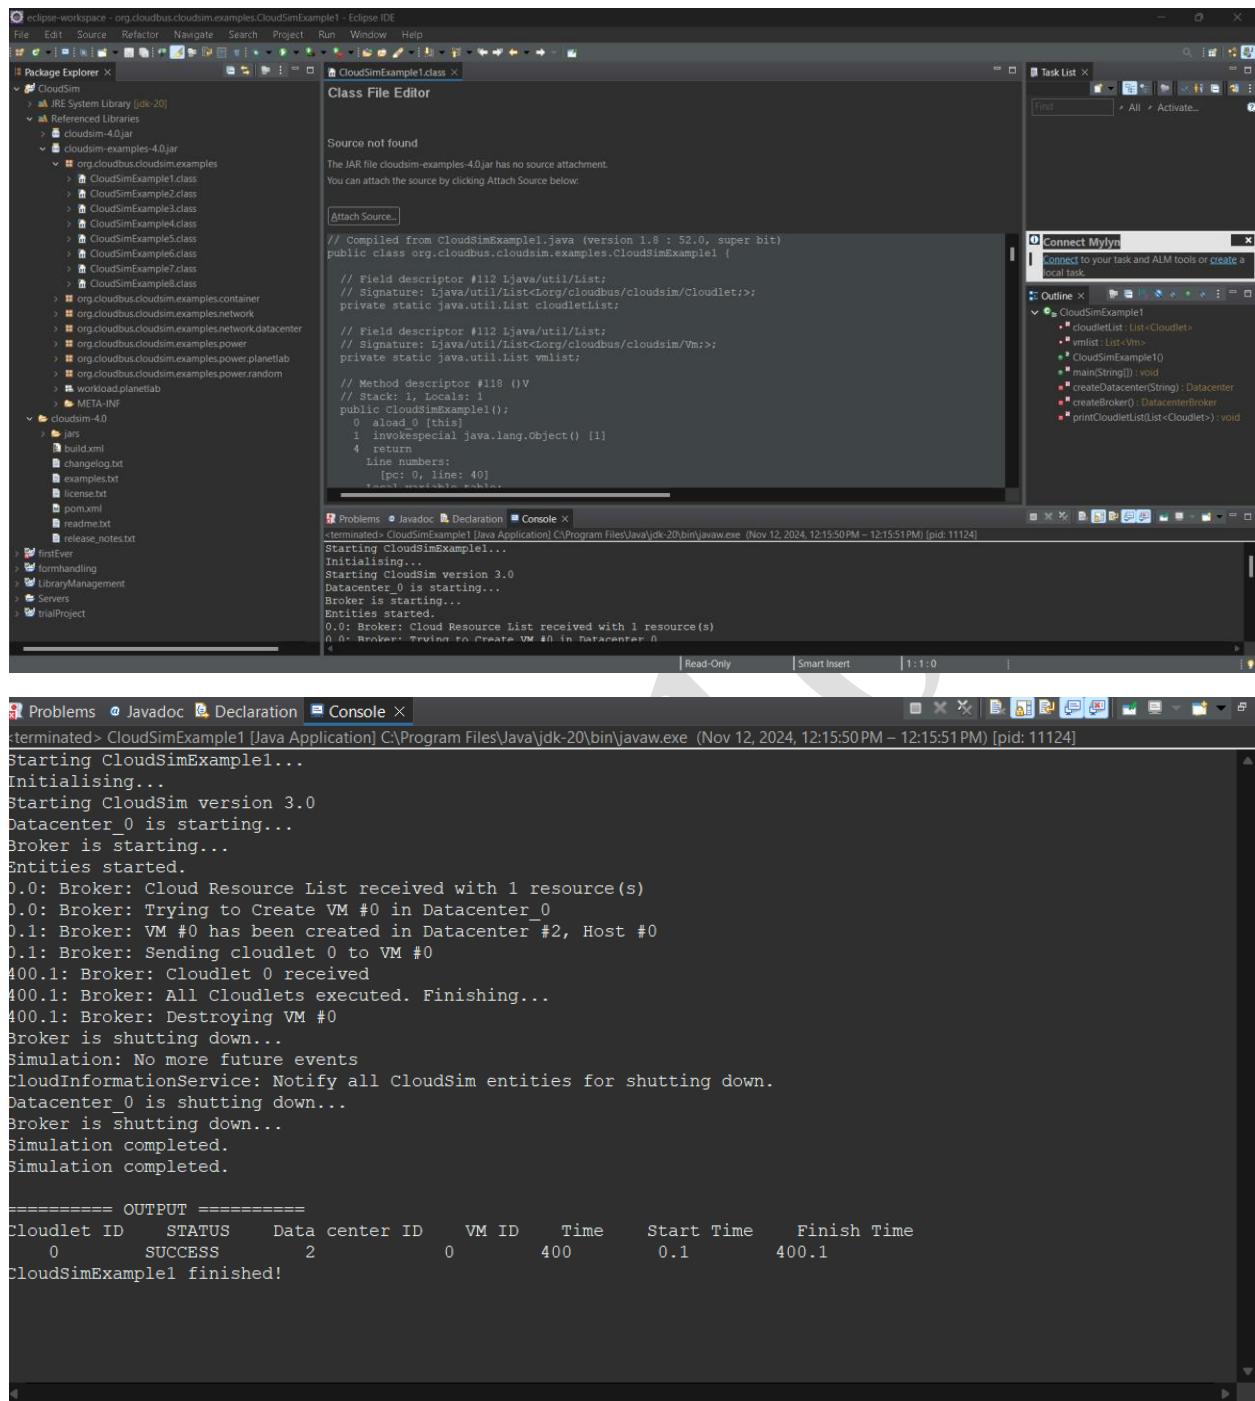 eclipse-workspace - org.cloudbus.cloudsim.examples.CloudSimExample1 - Eclipse IDE
File Edit Source Refactor Navigate Search Project Run Window Help
Package Explorer
CloudSim
JRE System Library [jdk-20]
Referenced Libraries
cloudsim-4.0.jar
cloudsim-examples-4.0.jar
org.cloudbus.cloudsim.examples
CloudSimExample1.class
CloudSimExample2.class
CloudSimExample3.class
CloudSimExample4.class
CloudSimExample5.class
CloudSimExample6.class
CloudSimExample7.class
CloudSimExample8.class
org.cloudbus.cloudsim.examples.container
org.cloudbus.cloudsim.examples.network
org.cloudbus.cloudsim.examples.network.datacenter
org.cloudbus.cloudsim.examples.power
org.cloudbus.cloudsim.examples.power.planetlab
org.cloudbus.cloudsim.examples.power.random
workload.planetlab
META-INF
cloudsim-4.0
jars
build.xml
changelog.txt
examples.txt
license.txt
pom.xml
readme.txt
release_notes.txt
firstEver
formhandling
LibraryManagement
Servers
trialProject
CloudSimExample1.class
Class File Editor
Source not found
The JAR file cloudsim-examples-4.0.jar has no source attachment.
You can attach the source by clicking Attach Source below:
Attach Source...
// Compiled from CloudSimExample1.java (version 1.8 : 52.0, super bit)
public class org.cloudbus.cloudsim.examples.CloudSimExample1 {
// Field descriptor #112 Ljava/util/List;
// Signature: Ljava/util/List<Lorg/cloudbus/cloudsim/Cloudlet;>;
private static java.util.List cloudletList;
// Field descriptor #112 Ljava/util/List;
// Signature: Ljava/util/List<Lorg/cloudbus/cloudsim/Vm;>;
private static java.util.List vmlist;
// Method descriptor #118 ()V
// Stack: 1, Locals: 1
public CloudSimExample1();
0 aload_0 [this]
1 invokespecial java.lang.Object() [1]
4 return
Line numbers:
[pc: 0, line: 40]
Local variable table:
Task List
Find
All Activate...
Connect Mylyn
Connect to your task and ALM tools or create a
local task.
Outline
CloudSimExample1
cloudletList : List<Cloudlet>
vmlist : List<Vm>
CloudSimExample1()
main(String[]) : void
createDatacenter(String) : Datacenter
createBroker() : DatacenterBroker
printCloudletList(List<Cloudlet>) : void
Problems Javadoc Declaration Console
<terminated> CloudSimExample1 [Java Application] C:\Program Files\Java\jdk-20\bin\javaw.exe (Nov 12, 2024, 12:15:50 PM – 12:15:51 PM) [pid: 11124]
Starting CloudSimExample1...
Initialising...
Starting CloudSim version 3.0
Datacenter_0 is starting...
Broker is starting...
Entities started.
0.0: Broker: Cloud Resource List received with 1 resource(s)
0.0: Broker: Trying to Create VM #0 in Datacenter_0
Read-Only Smart Insert 1 : 1 : 0
Problems Javadoc Declaration Console
<terminated> CloudSimExample1 [Java Application] C:\Program Files\Java\jdk-20\bin\javaw.exe (Nov 12, 2024, 12:15:50 PM – 12:15:51 PM) [pid: 11124]
Starting CloudSimExample1...
Initialising...
Starting CloudSim version 3.0
Datacenter_0 is starting...
Broker is starting...
Entities started.
0.0: Broker: Cloud Resource List received with 1 resource(s)
0.0: Broker: Trying to Create VM #0 in Datacenter_0
0.1: Broker: VM #0 has been created in Datacenter #2, Host #0
0.1: Broker: Sending cloudlet 0 to VM #0
400.1: Broker: Cloudlet 0 received
400.1: Broker: All Cloudlets executed. Finishing...
400.1: Broker: Destroying VM #0
Broker is shutting down...
Simulation: No more future events
CloudInformationService: Notify all CloudSim entities for shutting down.
Datacenter_0 is shutting down...
Broker is shutting down...
Simulation completed.
Simulation completed.
========== OUTPUT ==========
Cloudlet ID STATUS Data center ID VM ID Time Start Time Finish Time
0 SUCCESS 2 0 400 0.1 400.1
CloudSimExample1 finished!